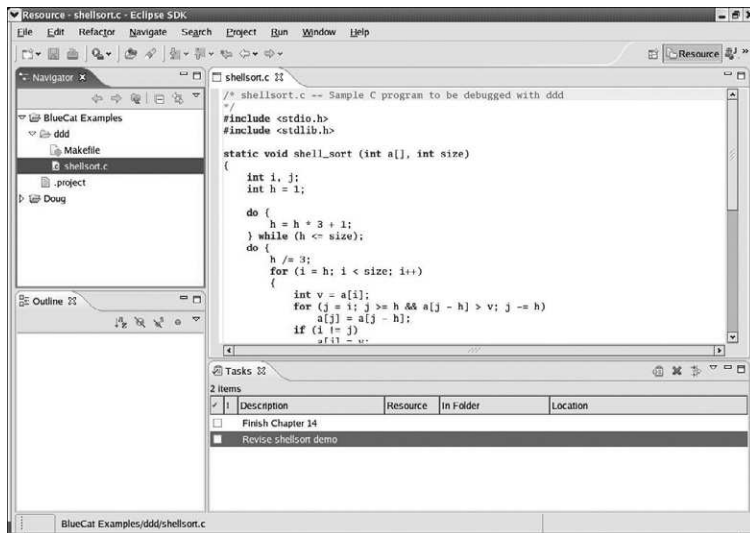 Resource - shellsort.c - Eclipse SDK
File Edit Refactor Navigate Search Project Run Window Help
Resource
Navigator
BlueCat Examples
ddd
Makefile
shellsort.c
.project
Doug
shellsort.c
/* shellsort.c -- Sample C program to be debugged with ddd
*/
#include <stdio.h>
#include <stdlib.h>
static void shell_sort (int a[], int size)
{
int i, j;
int h = 1;
do {
h = h * 3 + 1;
} while (h <= size);
do {
h /= 3;
for (i = h; i < size; i++)
{
int v = a[i];
for (j = i; j >= h && a[j - h] > v; j -= h)
a[j] = a[j - h];
if (i != j)
a[j] = v;
Outline
Tasks
2 items
! Description Resource In Folder Location
Finish Chapter 14
Revise shellsort demo
BlueCat Examples/ddd/shellsort.c